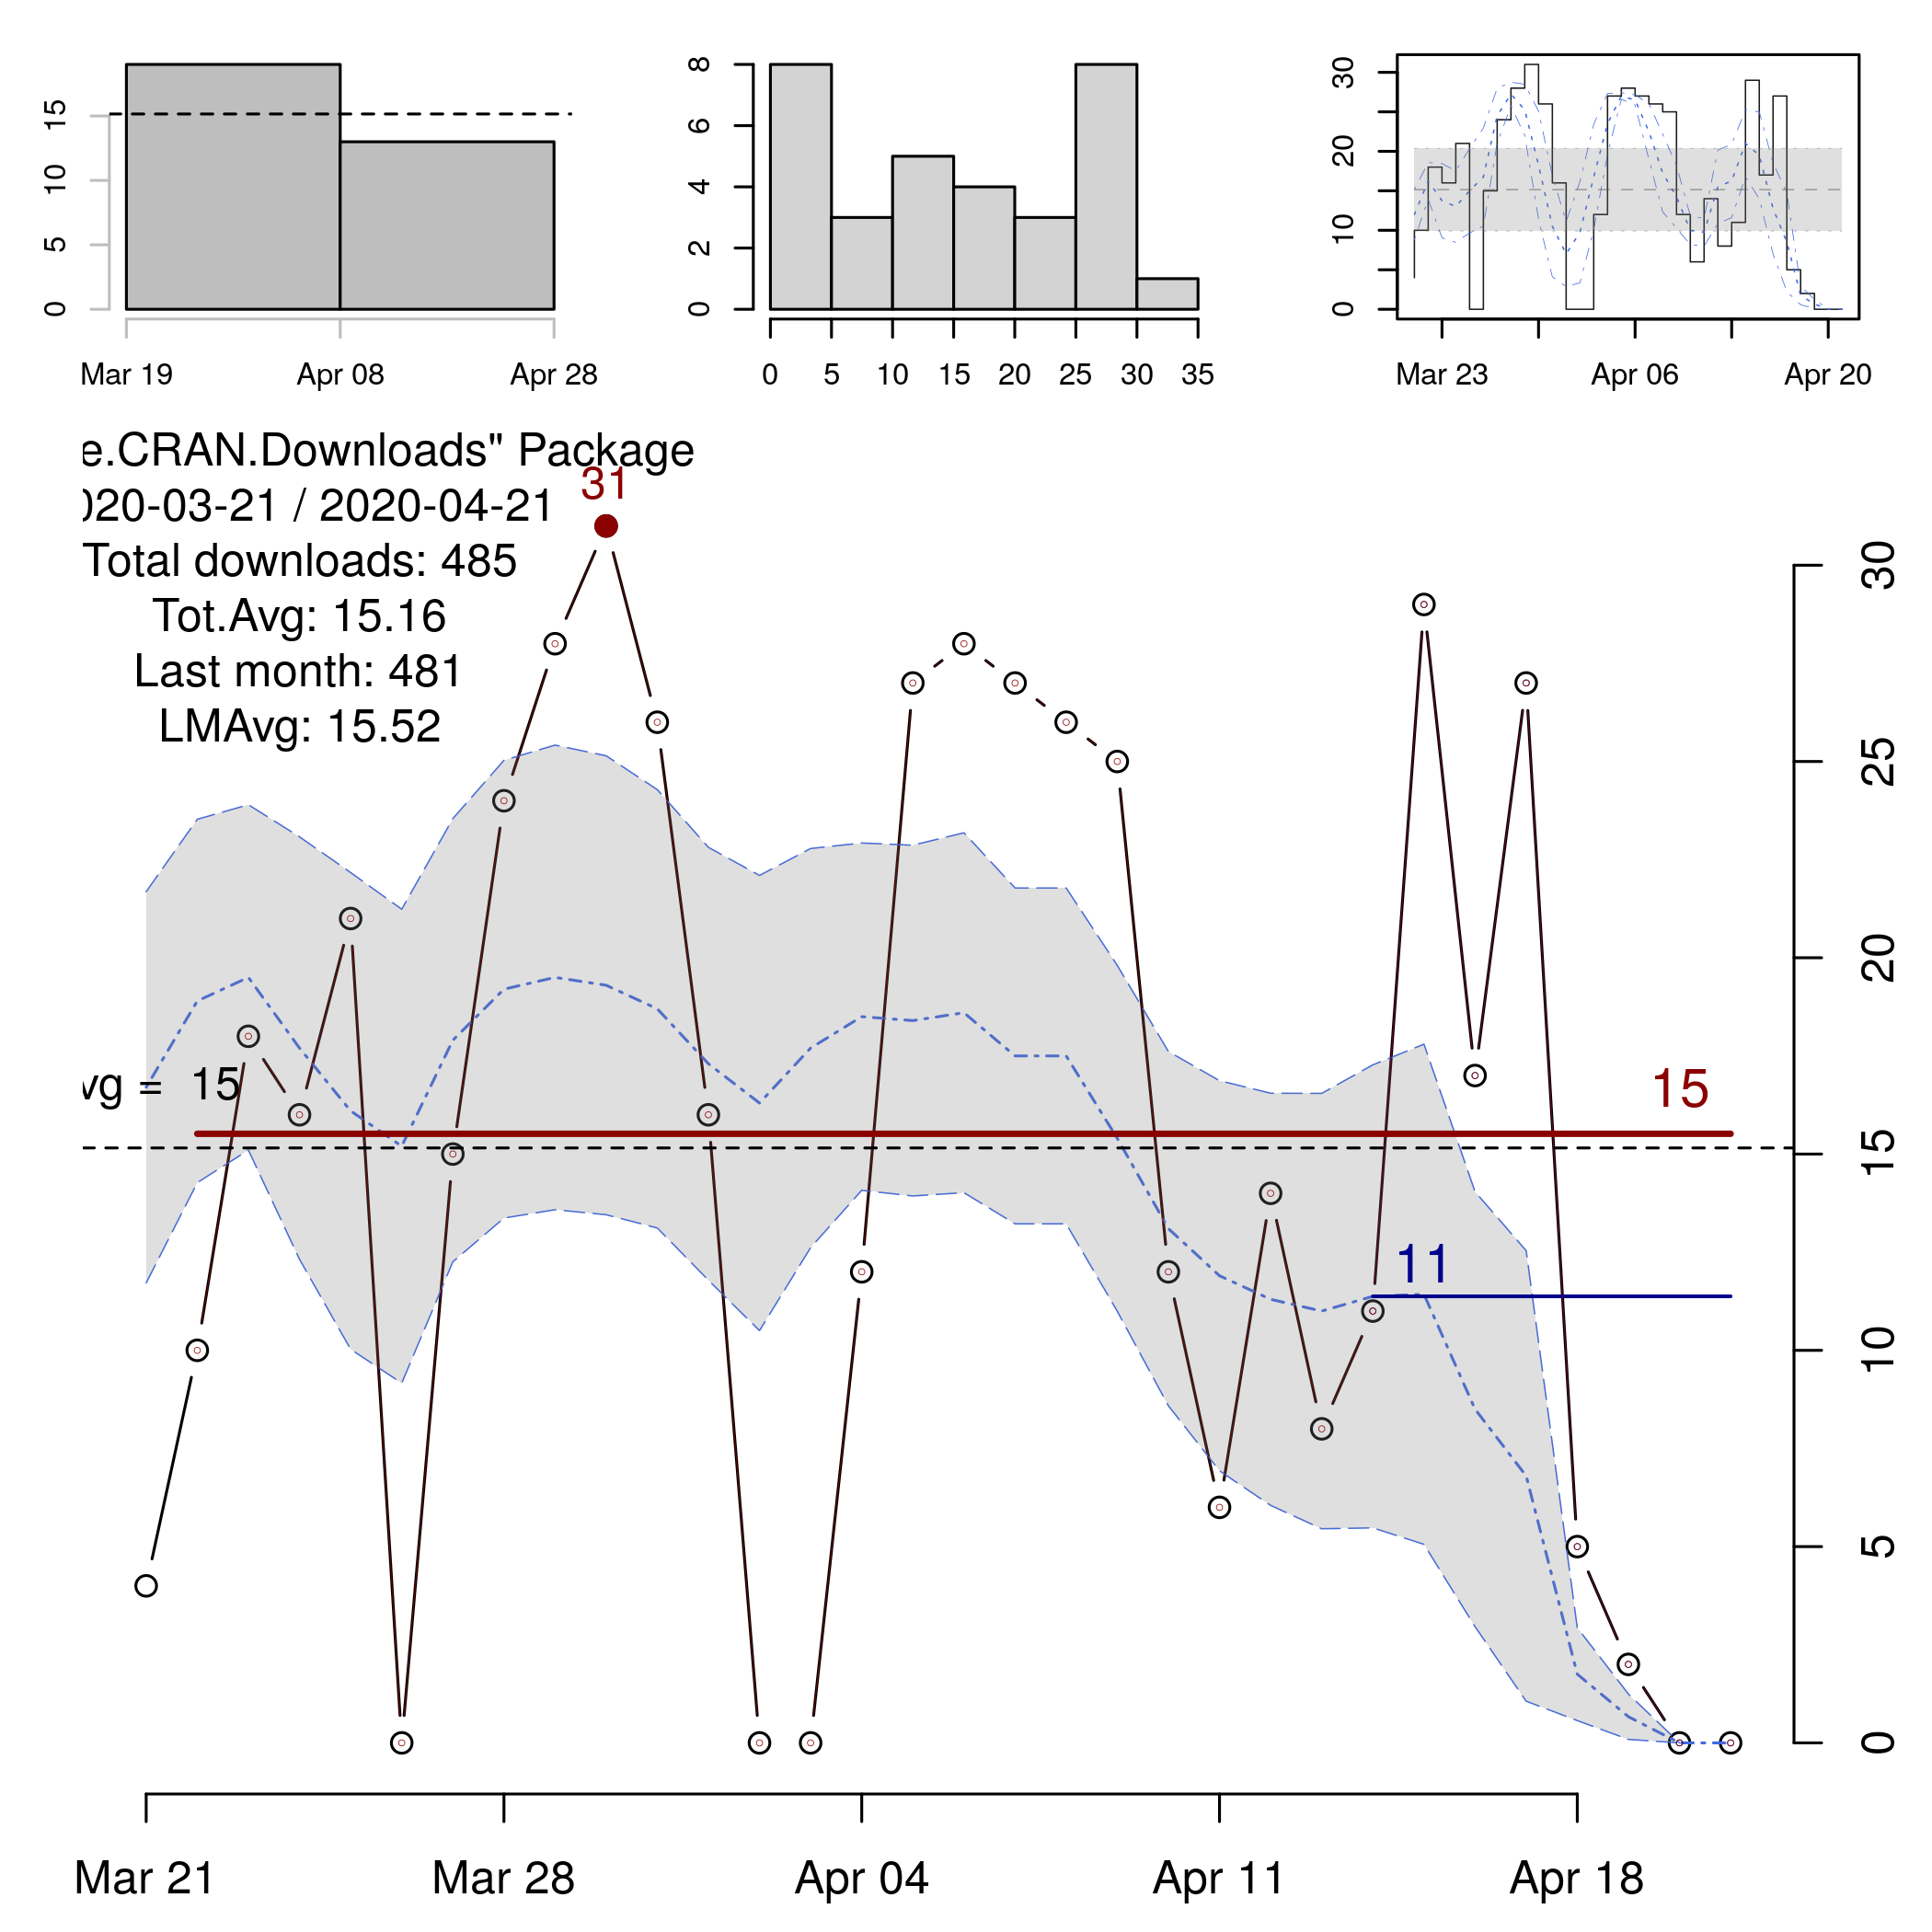 15
10
5
0
Mar 19 Apr 08 Apr 28
8
6
4
2
0
0 5 10 15 20 25 30 35
30
20
10
0
Mar 23 Apr 06 Apr 20
e.CRAN.Downloads" Package
020-03-21 / 2020-04-21
Total downloads: 485
Tot.Avg: 15.16
Last month: 481
LMAvg: 15.52
31
vg = 15
15
11
30
25
20
15
10
5
0
Mar 21 Mar 28 Apr 04 Apr 11 Apr 18